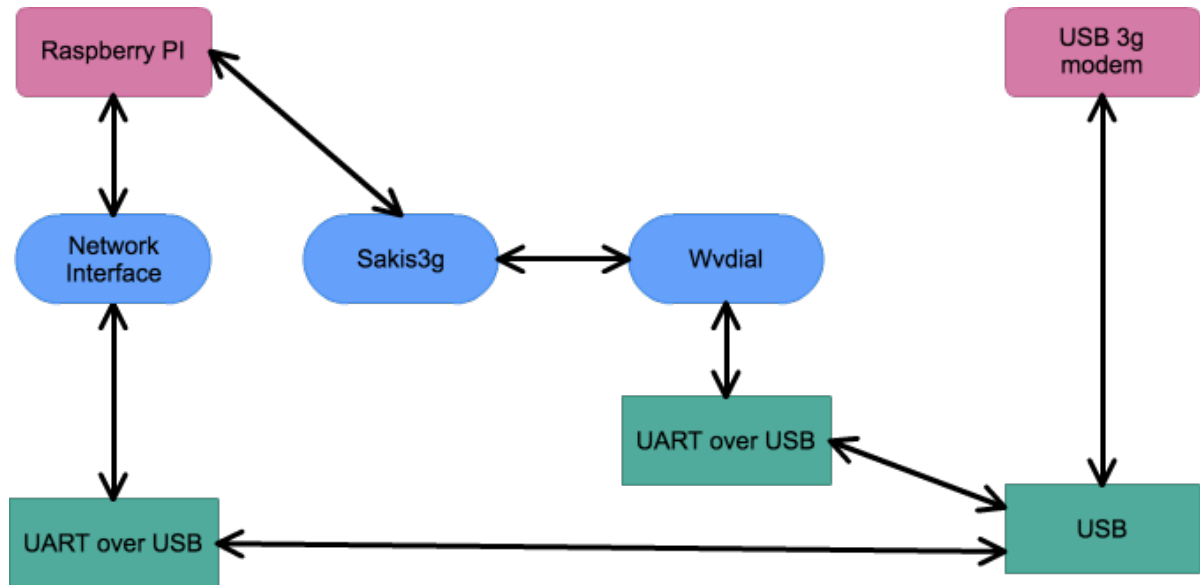 Raspberry PI
USB 3g
modem
Network
Interface
Sakis3g
Wvdial
UART over USB
UART over USB
USB